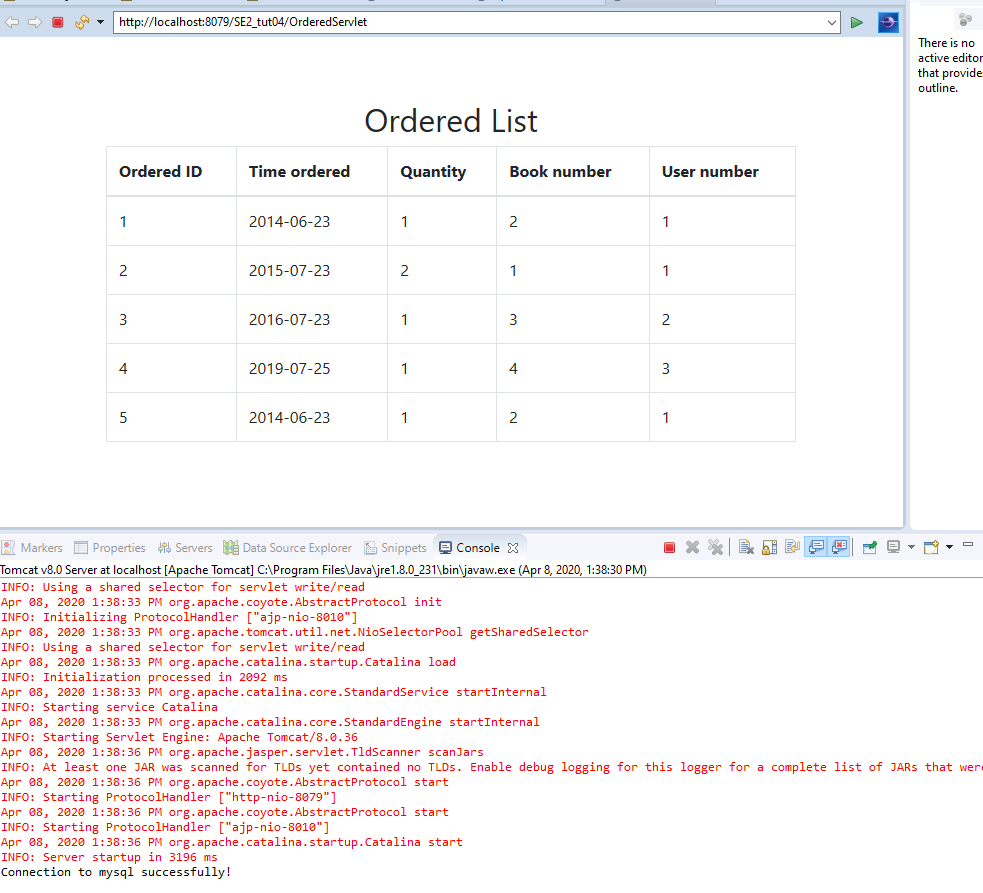 http://localhost:8079/SE2_tut04/OrderedServlet
There is no
active editor
that provides
outline.
Ordered List
Ordered ID Time ordered Quantity Book number User number
1 2014-06-23 1 2 1
2 2015-07-23 2 1 1
3 2016-07-23 1 3 2
4 2019-07-25 1 4 3
5 2014-06-23 1 2 1
Markers Properties Servers Data Source Explorer Snippets Console
Tomcat v8.0 Server at localhost [Apache Tomcat] C:\Program Files\Java\jre1.8.0_231\bin\javaw.exe (Apr 8, 2020, 1:38:30 PM)
INFO: Using a shared selector for servlet write/read
Apr 08, 2020 1:38:33 PM org.apache.coyote.AbstractProtocol init
INFO: Initializing ProtocolHandler ["ajp-nio-8010"]
Apr 08, 2020 1:38:33 PM org.apache.tomcat.util.net.NioSelectorPool getSharedSelector
INFO: Using a shared selector for servlet write/read
Apr 08, 2020 1:38:33 PM org.apache.catalina.startup.Catalina load
INFO: Initialization processed in 2092 ms
Apr 08, 2020 1:38:33 PM org.apache.catalina.core.StandardService startInternal
INFO: Starting service Catalina
Apr 08, 2020 1:38:33 PM org.apache.catalina.core.StandardEngine startInternal
INFO: Starting Servlet Engine: Apache Tomcat/8.0.36
Apr 08, 2020 1:38:36 PM org.apache.jasper.servlet.TldScanner scanJars
INFO: At least one JAR was scanned for TLDs yet contained no TLDs. Enable debug logging for this logger for a complete list of JARs that were
Apr 08, 2020 1:38:36 PM org.apache.coyote.AbstractProtocol start
INFO: Starting ProtocolHandler ["http-nio-8079"]
Apr 08, 2020 1:38:36 PM org.apache.coyote.AbstractProtocol start
INFO: Starting ProtocolHandler ["ajp-nio-8010"]
Apr 08, 2020 1:38:36 PM org.apache.catalina.startup.Catalina start
INFO: Server startup in 3196 ms
Connection to mysql successfully!